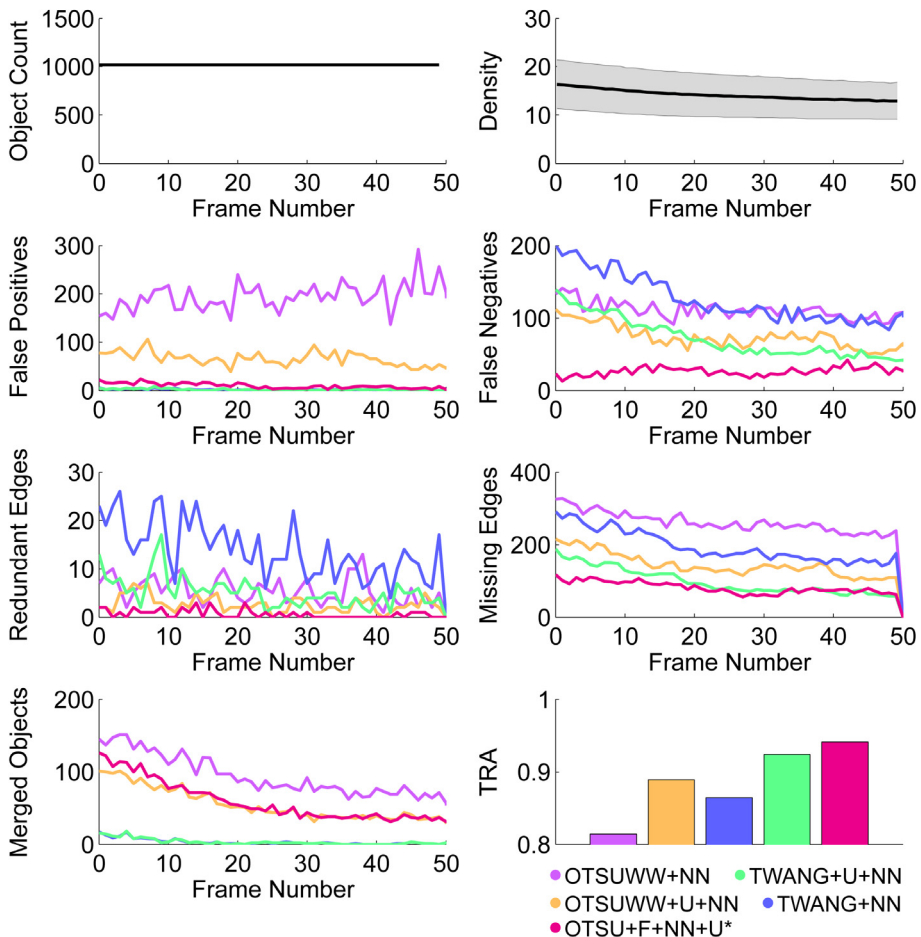 Object Count
1500
1000
500
0
0 10 20 30 40 50
Frame Number
Density
30
20
10
0
0 10 20 30 40 50
Frame Number
False Positives
300
200
100
0
0 10 20 30 40 50
Frame Number
False Negatives
200
100
0
0 10 20 30 40 50
Frame Number
Redundant Edges
30
20
10
0
0 10 20 30 40 50
Frame Number
Missing Edges
400
200
0
0 10 20 30 40 50
Frame Number
Merged Objects
200
100
0
0 10 20 30 40 50
Frame Number
TRA
1
0.9
0.8
OTSUWW+NN
TWANG+U+NN
OTSUWW+U+NN
TWANG+NN
OTSU+F+NN+U*